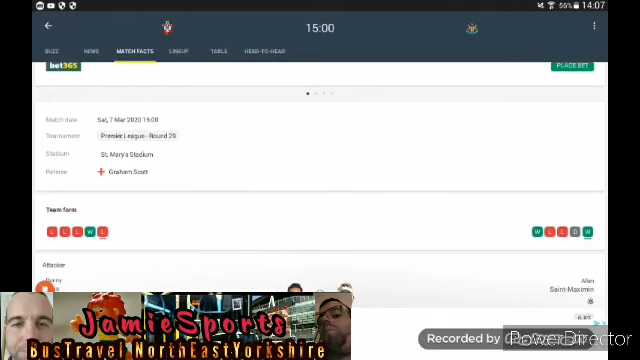 56% 14:07
15:00
BUZZ NEWS MATCH FACTS LINEUP TABLE HEAD-TO-HEAD
bet365 PLACE BET
Match date Sat, 7 Mar 2020 15:00
Tournament Premier League - Round 29
Stadium St. Mary's Stadium
Referee Graham Scott
Team form
L L L W L W L L D W
Attacker
Danny Allan
Saint-Maximin
JamieSports
BusTravel NorthEastYorkshire
Recorded by PowerDirector